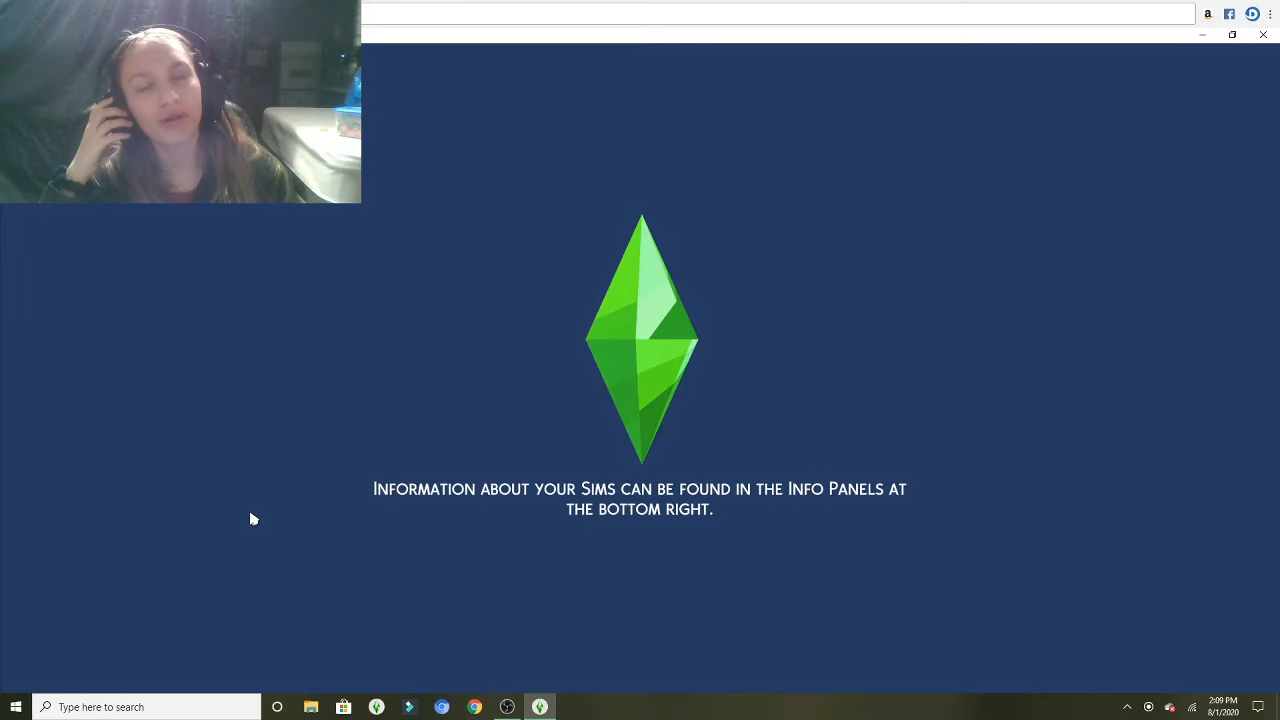 INFORMATION ABOUT YOUR SIMS CAN BE FOUND IN THE INFO PANELS AT
THE BOTTOM RIGHT.
Type here to search
2:09 PM
8/1/2020